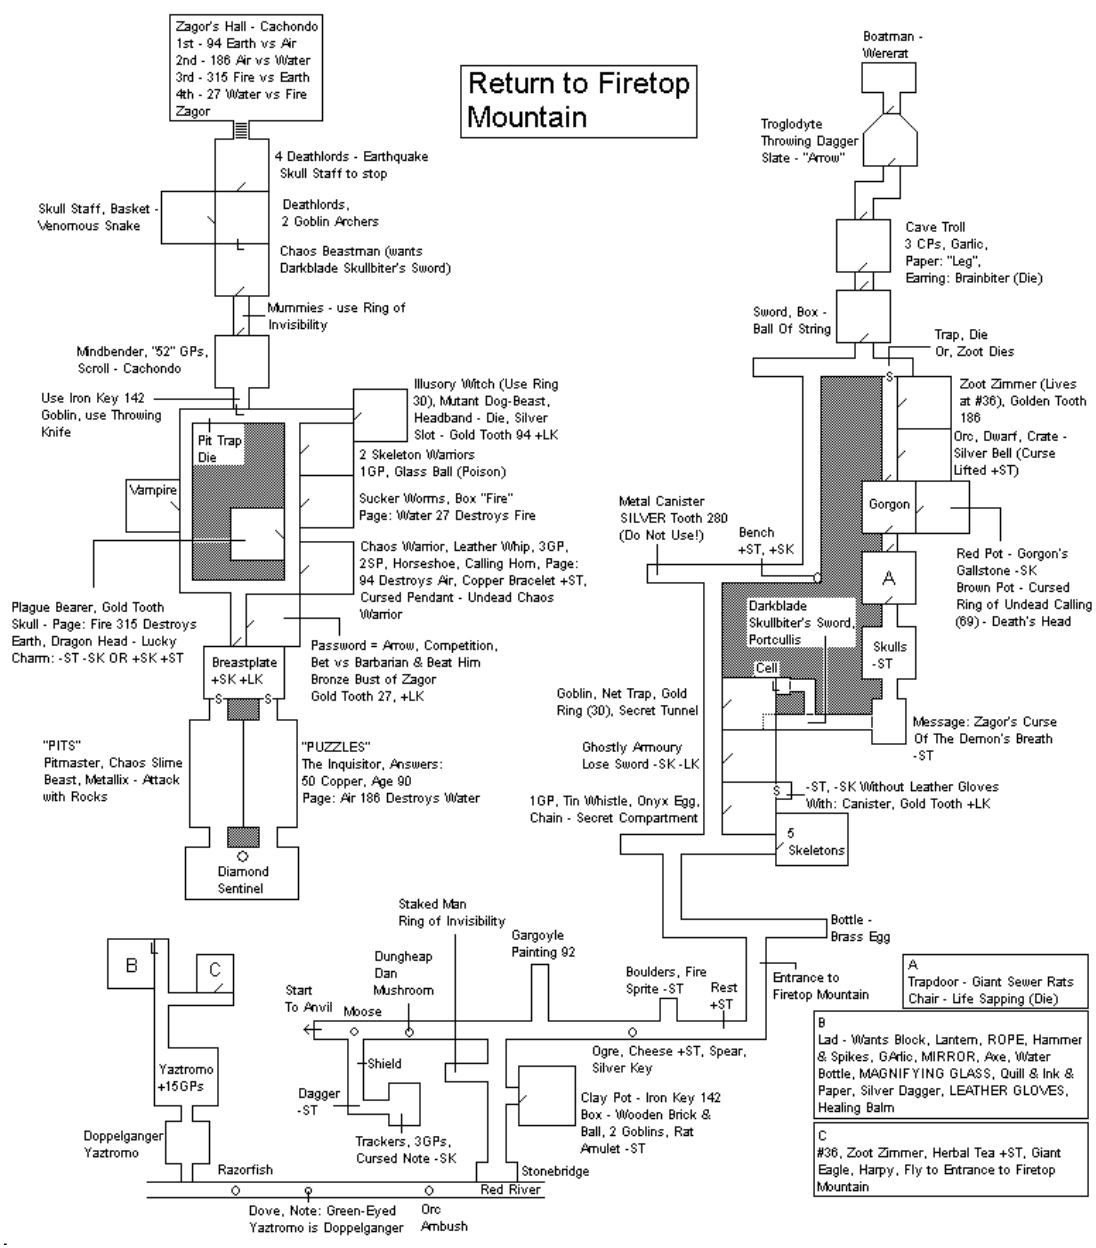 Zagor's Hall - Cachondo
1st - 94 Earth vs Air
2nd - 186 Air vs Water
3rd - 315 Fire vs Earth
4th - 27 Water vs Fire
Zagor
Return to Firetop
Mountain
Boatman -
Wererat
Troglodyte
Throwing Dagger
Slate - "Arrow"
4 Deathlords - Earthquake
Skull Staff to stop
Skull Staff, Basket -
Venomous Snake
Deathlords,
2 Goblin Archers
Chaos Beastman (wants
Darkblade Skullbiter's Sword)
Cave Troll
3 CPs, Garlic,
Paper: "Leg",
Earring: Brainbiter (Die)
Mummies - use Ring of
Invisibility
Sword, Box -
Ball Of String
Mindbender, "52" GPs,
Scroll - Cachondo
Trap, Die
Or, Zoot Dies
S
Use Iron Key 142
Goblin, use Throwing
Knife
L
Illusory Witch (Use Ring
30), Mutant Dog-Beast,
Headband - Die, Silver
Slot - Gold Tooth 94 +LK
Zoot Zimmer (Lives
at #36), Golden Tooth
186
Pit Trap
Die
2 Skeleton Warriors
1GP, Glass Ball (Poison)
Orc, Dwarf, Crate -
Silver Bell (Curse
Lifted +ST)
Vampire
Sucker Worms, Box "Fire"
Page: Water 27 Destroys Fire
Metal Canister
SILVER Tooth 280
(Do Not Use!)
Gorgon
Bench
+ST, +SK
Chaos Warrior, Leather Whip, 3GP,
2SP, Horseshoe, Calling Horn, Page:
94 Destroys Air, Copper Bracelet +ST,
Cursed Pendant - Undead Chaos
Warrior
Red Pot - Gorgon's
Gallstone -SK
Brown Pot - Cursed
Ring of Undead Calling
(69) - Death's Head
A
Plague Bearer, Gold Tooth
Skull - Page: Fire 315 Destroys
Earth, Dragon Head - Lucky
Charm: -ST -SK OR +SK +ST
Darkblade
Skullbiter's Sword,
Portcullis
Skulls
-ST
Password = Arrow, Competition,
Bet vs Barbarian & Beat Him
Bronze Bust of Zagor
Gold Tooth 27, +LK
Breastplate
+SK +LK
S
S
Cell
L
Goblin, Net Trap, Gold
Ring (30), Secret Tunnel
Message: Zagor's Curse
Of The Demon's Breath
-ST
"PITS"
Pitmaster, Chaos Slime
Beast, Metallix - Attack
with Rocks
"PUZZLES"
The Inquisitor, Answers:
50 Copper, Age 90
Page: Air 186 Destroys Water
Ghostly Armoury
Lose Sword -SK -LK
S
-ST, -SK Without Leather Gloves
With: Canister, Gold Tooth +LK
1GP, Tin Whistle, Onyx Egg,
Chain - Secret Compartment
5
Skeletons
Diamond
Sentinel
Staked Man
Ring of Invisibility
Bottle -
Brass Egg
Gargoyle
Painting 92
Dungheap
Dan
Mushroom
Boulders, Fire
Sprite -ST
Rest
+ST
Entrance to
Firetop Mountain
B
L
C
Start
To Anvil
Moose
Shield
Ogre, Cheese +ST, Spear,
Silver Key
Yaztromo
+15GPs
Dagger
-ST
Clay Pot - Iron Key 142
Box - Wooden Brick &
Ball, 2 Goblins, Rat
Amulet -ST
Trackers, 3GPs,
Cursed Note -SK
Doppelganger
Yaztromo
Razorfish
Stonebridge
Red River
Dove, Note: Green-Eyed
Yaztromo is Doppelganger
Orc
Ambush
A
Trapdoor - Giant Sewer Rats
Chair - Life Sapping (Die)
B
Lad - Wants Block, Lantern, ROPE, Hammer
& Spikes, GArlic, MIRROR, Axe, Water
Bottle, MAGNIFYING GLASS, Quill & Ink &
Paper, Silver Dagger, LEATHER GLOVES,
Healing Balm
C
#36, Zoot Zimmer, Herbal Tea +ST, Giant
Eagle, Harpy, Fly to Entrance to Firetop
Mountain